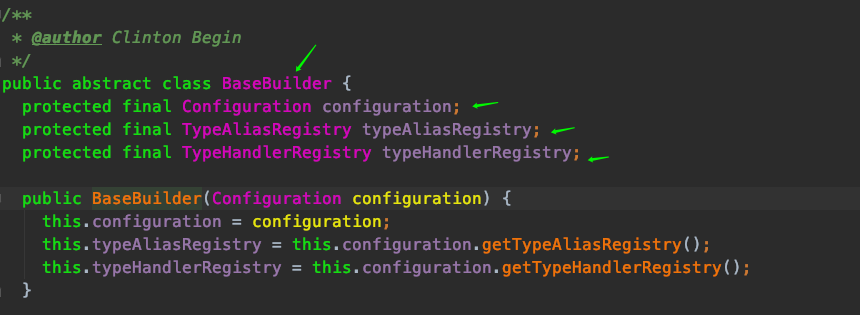 /**
 * @author Clinton Begin
 */
public abstract class BaseBuilder {
  protected final Configuration configuration;
  protected final TypeAliasRegistry typeAliasRegistry;
  protected final TypeHandlerRegistry typeHandlerRegistry;
  public BaseBuilder(Configuration configuration) {
    this.configuration = configuration;
    this.typeAliasRegistry = this.configuration.getTypeAliasRegistry();
    this.typeHandlerRegistry = this.configuration.getTypeHandlerRegistry();
  }